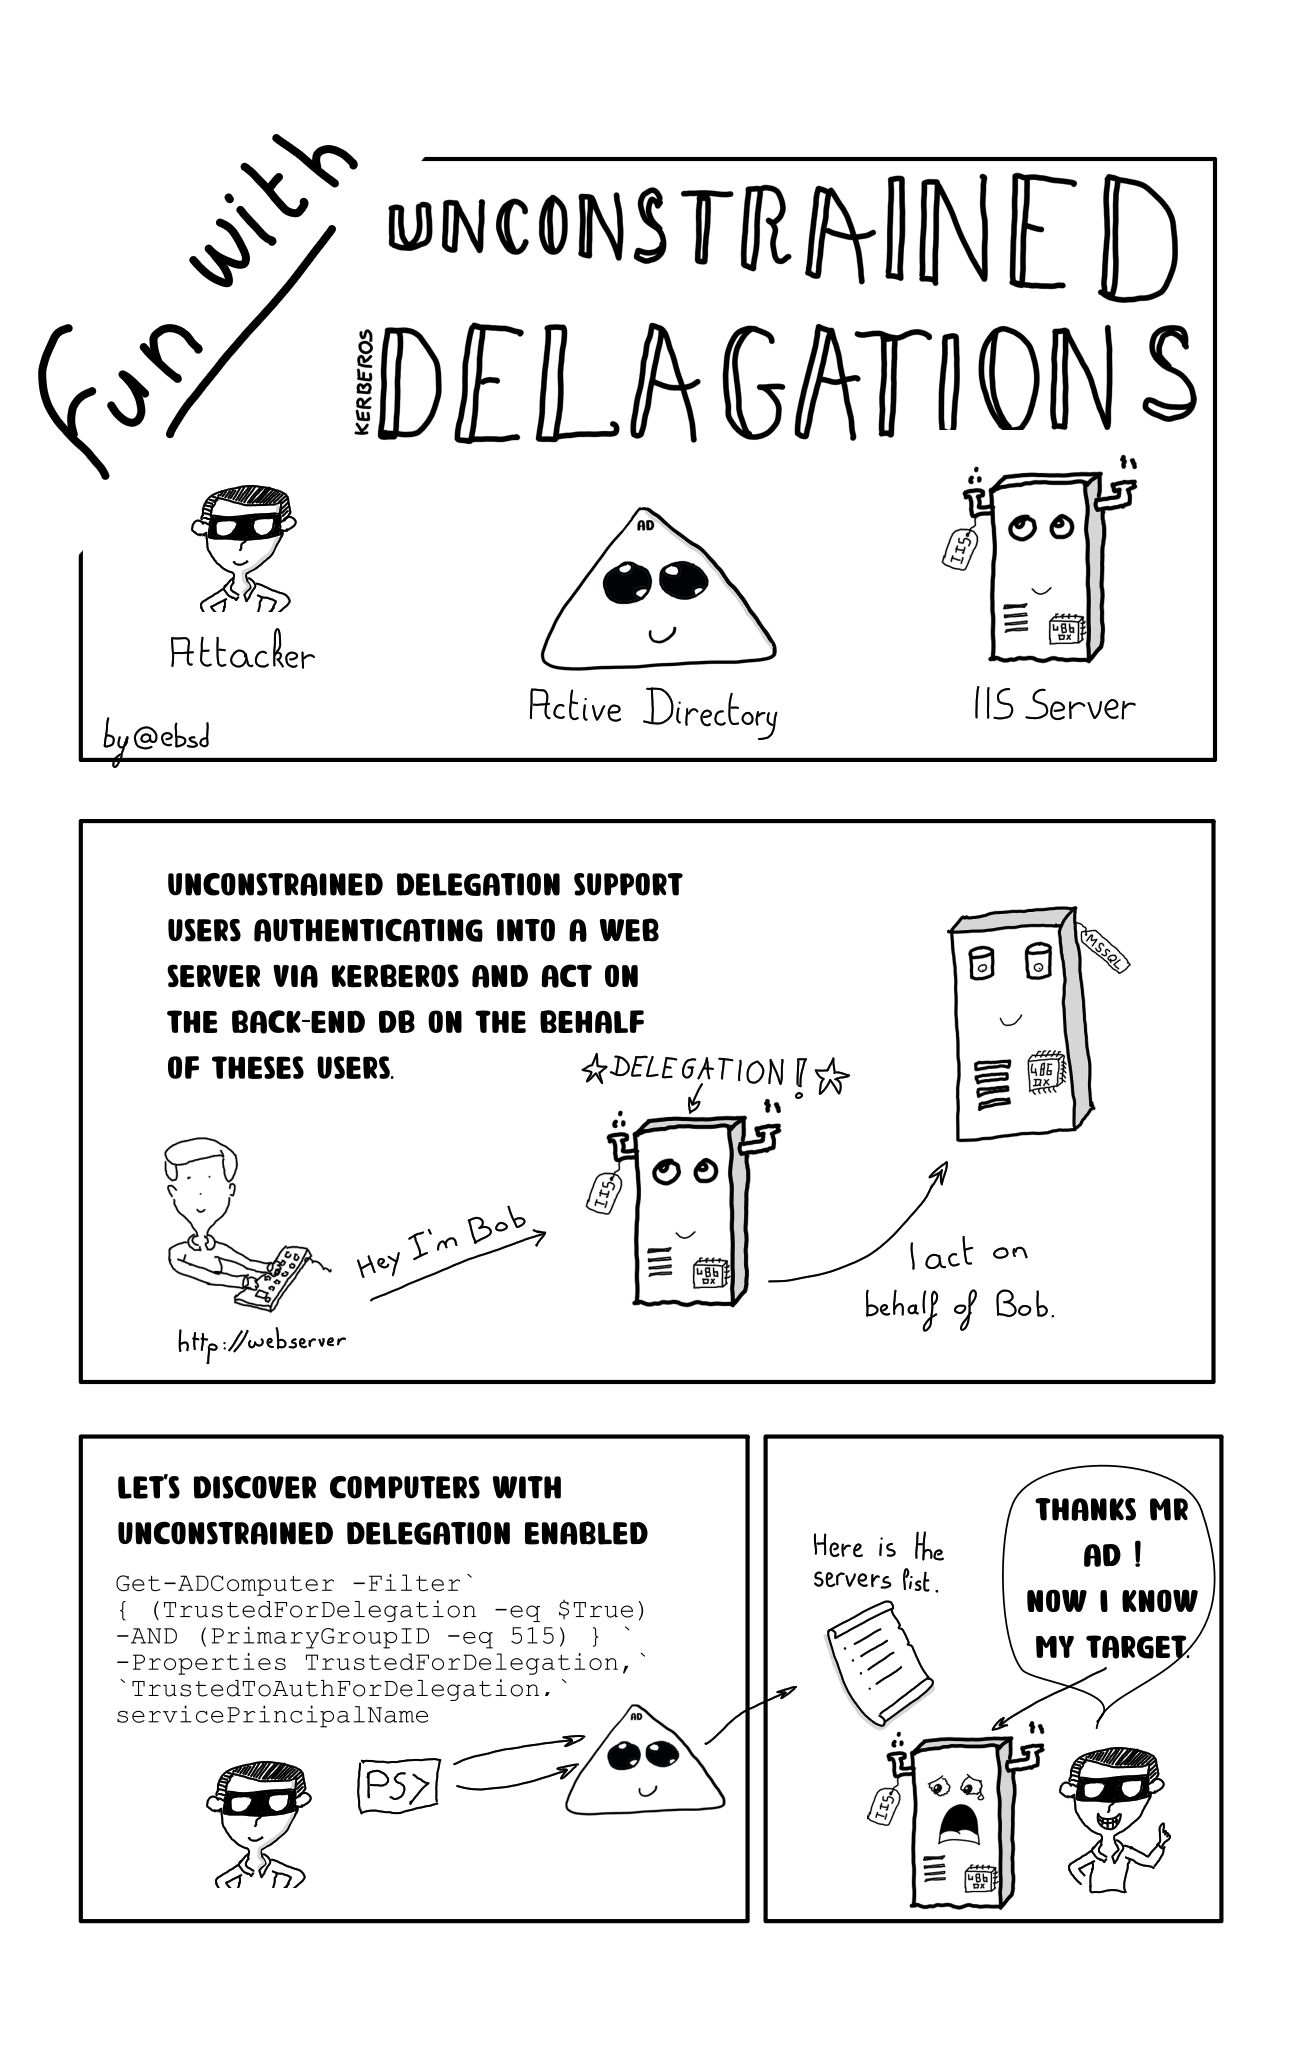 Fun with
UNCONSTRAINED
KERBEROS
DELAGATIONS
AD
IIS
486
DX
Attacker
Active Directory
IIS Server
by @ebsd
UNCONSTRAINED DELEGATION SUPPORT
USERS AUTHENTICATING INTO A WEB
SERVER VIA KERBEROS AND ACT ON
THE BACK-END DB ON THE BEHALF
OF THESES USERS.
MSSQL
486
DX
DELEGATION!
IIS
486
DX
Hey I'm Bob
I act on
behalf of Bob.
http://webserver
LET'S DISCOVER COMPUTERS WITH
UNCONSTRAINED DELEGATION ENABLED
Get-ADComputer -Filter`
{ (TrustedForDelegation -eq $True)
-AND (PrimaryGroupID -eq 515) } `
-Properties TrustedForDelegation,`
`TrustedToAuthForDelegation,`
servicePrincipalName
PS>
AD
Here is the
servers list.
THANKS MR
AD !
NOW I KNOW
MY TARGET.
IIS
486
DX